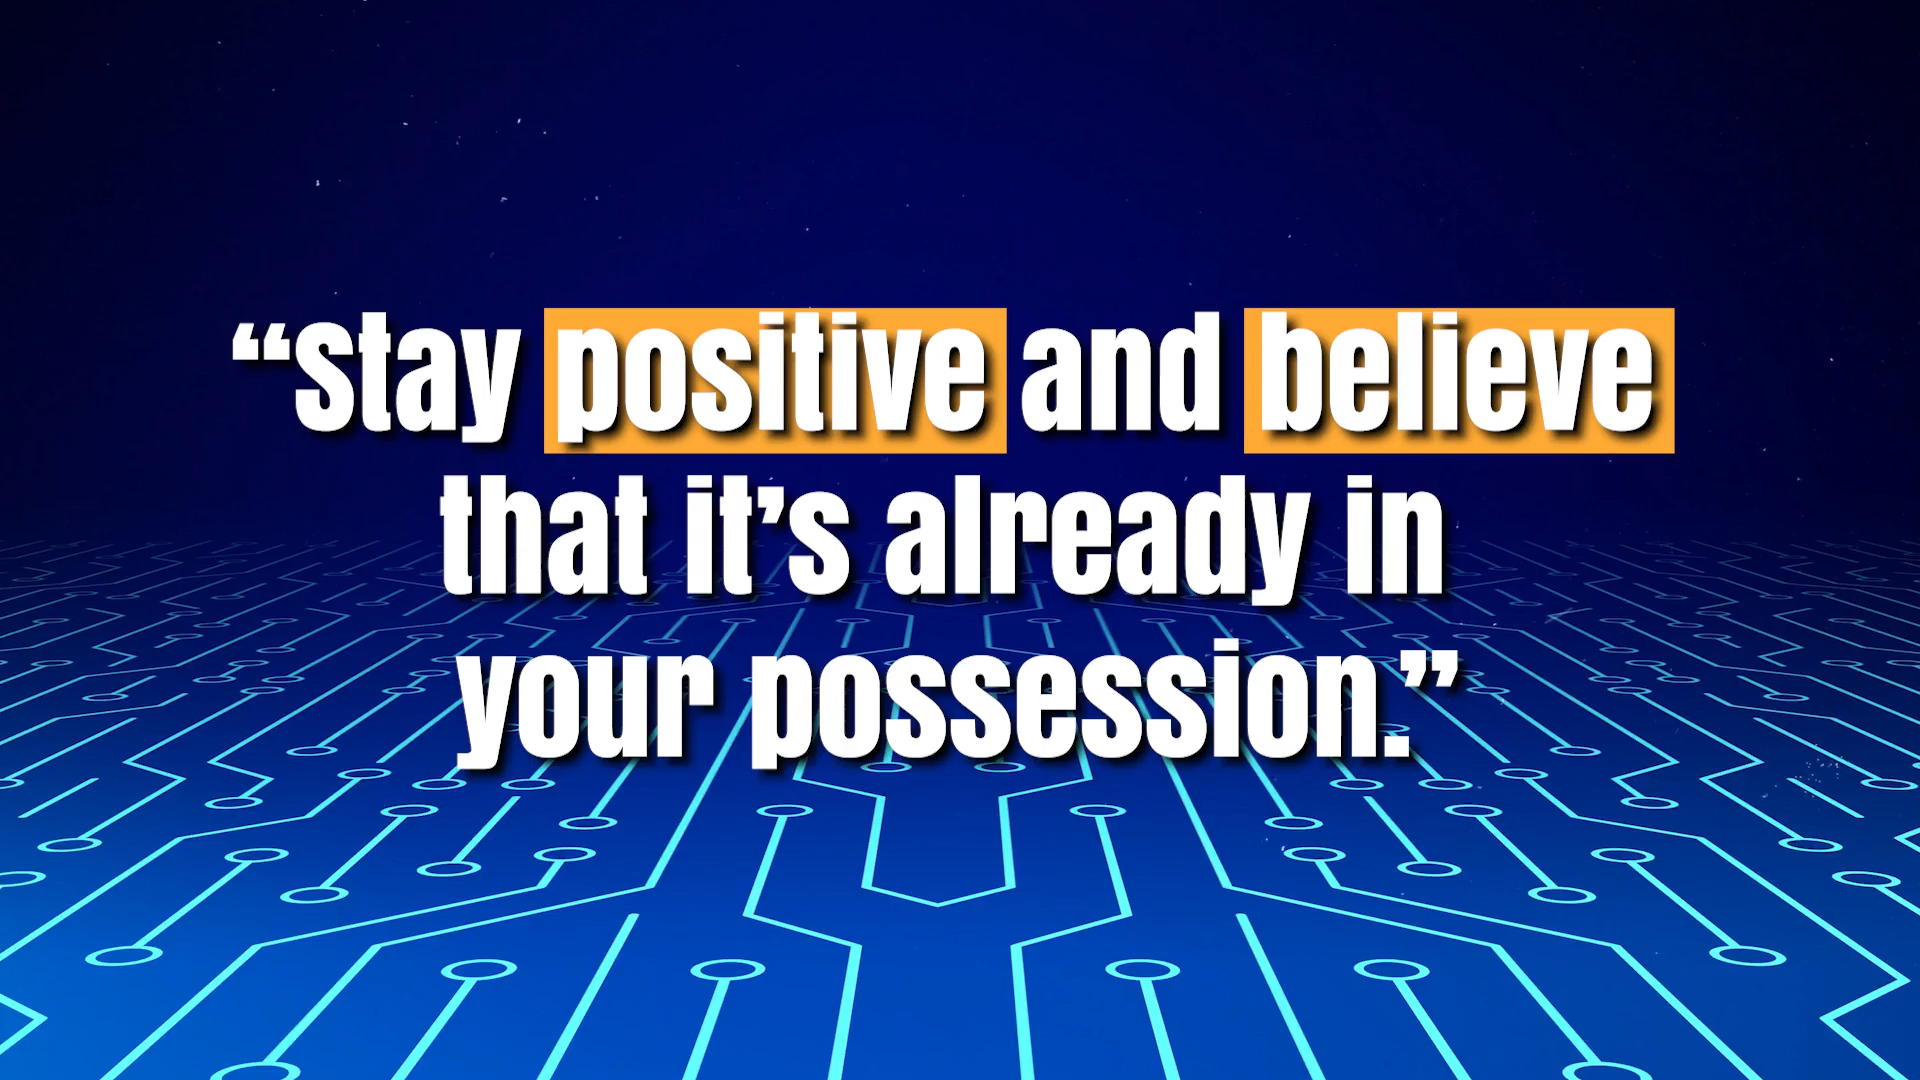 “Stay positive and believe
that it’s already in
your possession.”